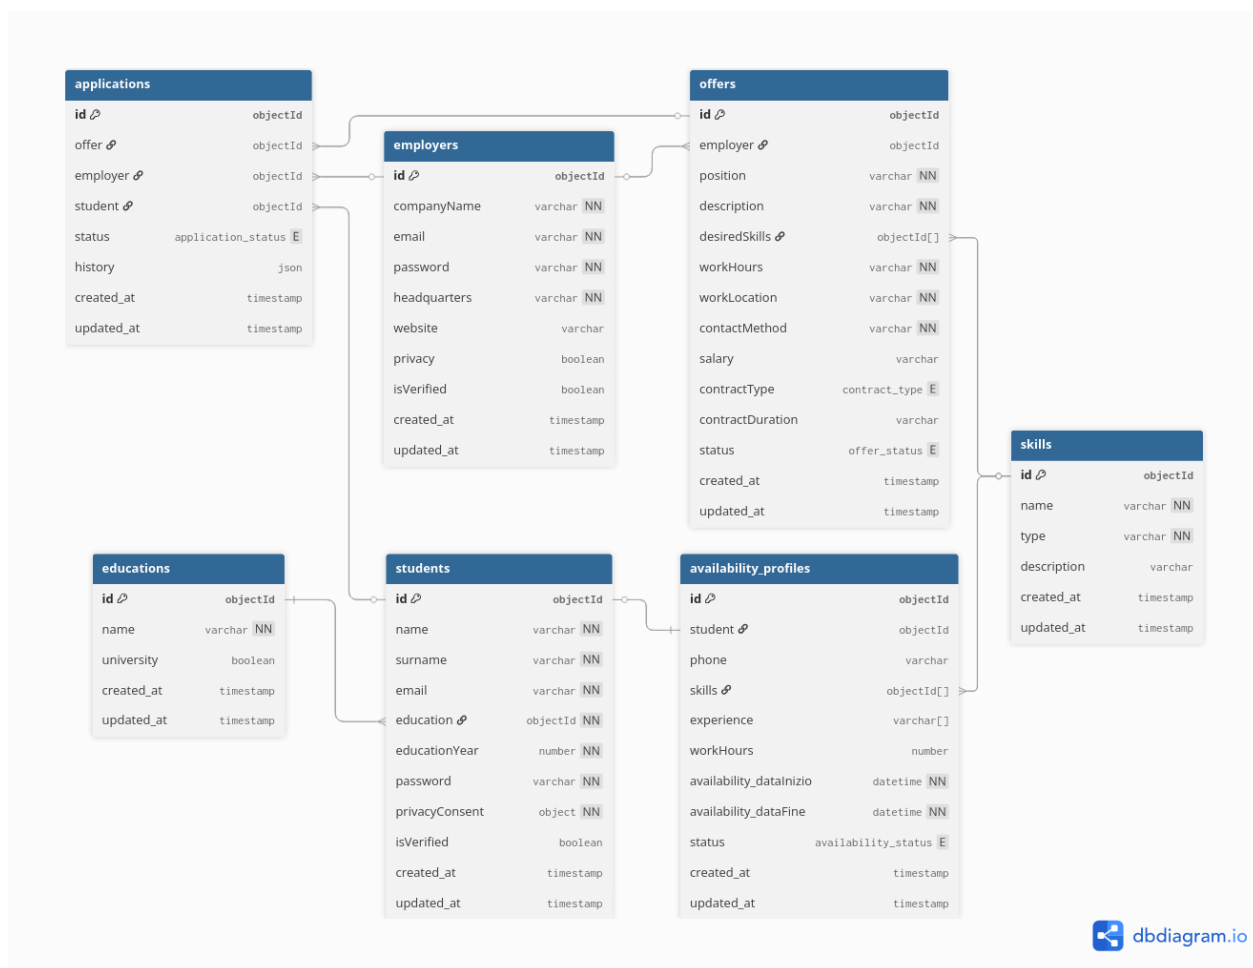 applications
id objectId
offer objectId
employer objectId
student objectId
status application_status E
history json
created_at timestamp
updated_at timestamp
employers
id objectId
companyName varchar NN
email varchar NN
password varchar NN
headquarters varchar NN
website varchar
privacy boolean
isVerified boolean
created_at timestamp
updated_at timestamp
offers
id objectId
employer objectId
position varchar NN
description varchar NN
desiredSkills objectId[]
workHours varchar NN
workLocation varchar NN
contactMethod varchar NN
salary varchar
contractType contract_type E
contractDuration varchar
status offer_status E
created_at timestamp
updated_at timestamp
skills
id objectId
name varchar NN
type varchar NN
description varchar
created_at timestamp
updated_at timestamp
educations
id objectId
name varchar NN
university boolean
created_at timestamp
updated_at timestamp
students
id objectId
name varchar NN
surname varchar NN
email varchar NN
education objectId NN
educationYear number NN
password varchar NN
privacyConsent object NN
isVerified boolean
created_at timestamp
updated_at timestamp
availability_profiles
id objectId
student objectId
phone varchar
skills objectId[]
experience varchar[]
workHours number
availability_dataInizio datetime NN
availability_dataFine datetime NN
status availability_status E
created_at timestamp
updated_at timestamp
dbdiagram.io